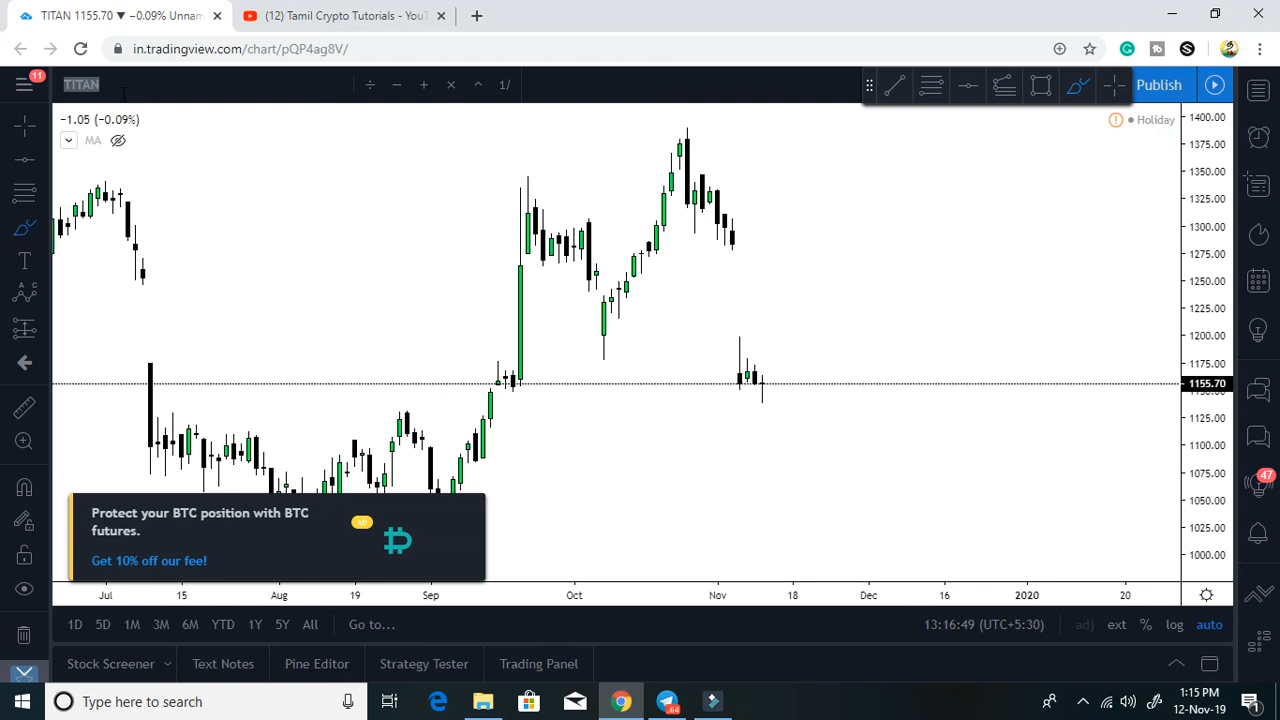 TITAN 1155.70 ▼ −0.09% Unnam
(12) Tamil Crypto Tutorials - YouT
in.tradingview.com/chart/pQP4ag8V/
11
TITAN
1/
Publish
−1.05 (−0.09%)
MA
Holiday
1400.00
1375.00
1350.00
1325.00
1300.00
1275.00
1250.00
1225.00
1200.00
1175.00
1155.70
1125.00
1100.00
1075.00
1050.00
1025.00
1000.00
47
Protect your BTC position with BTC
futures.
AD
Get 10% off our fee!
Jul 15 Aug 19 Sep Oct Nov 18 Dec 16 2020 20
1D 5D 1M 3M 6M YTD 1Y 5Y All Go to...
13:16:49 (UTC+5:30) adj ext % log auto
Stock Screener Text Notes Pine Editor Strategy Tester Trading Panel
Type here to search
64
1:15 PM
12-Nov-19
1